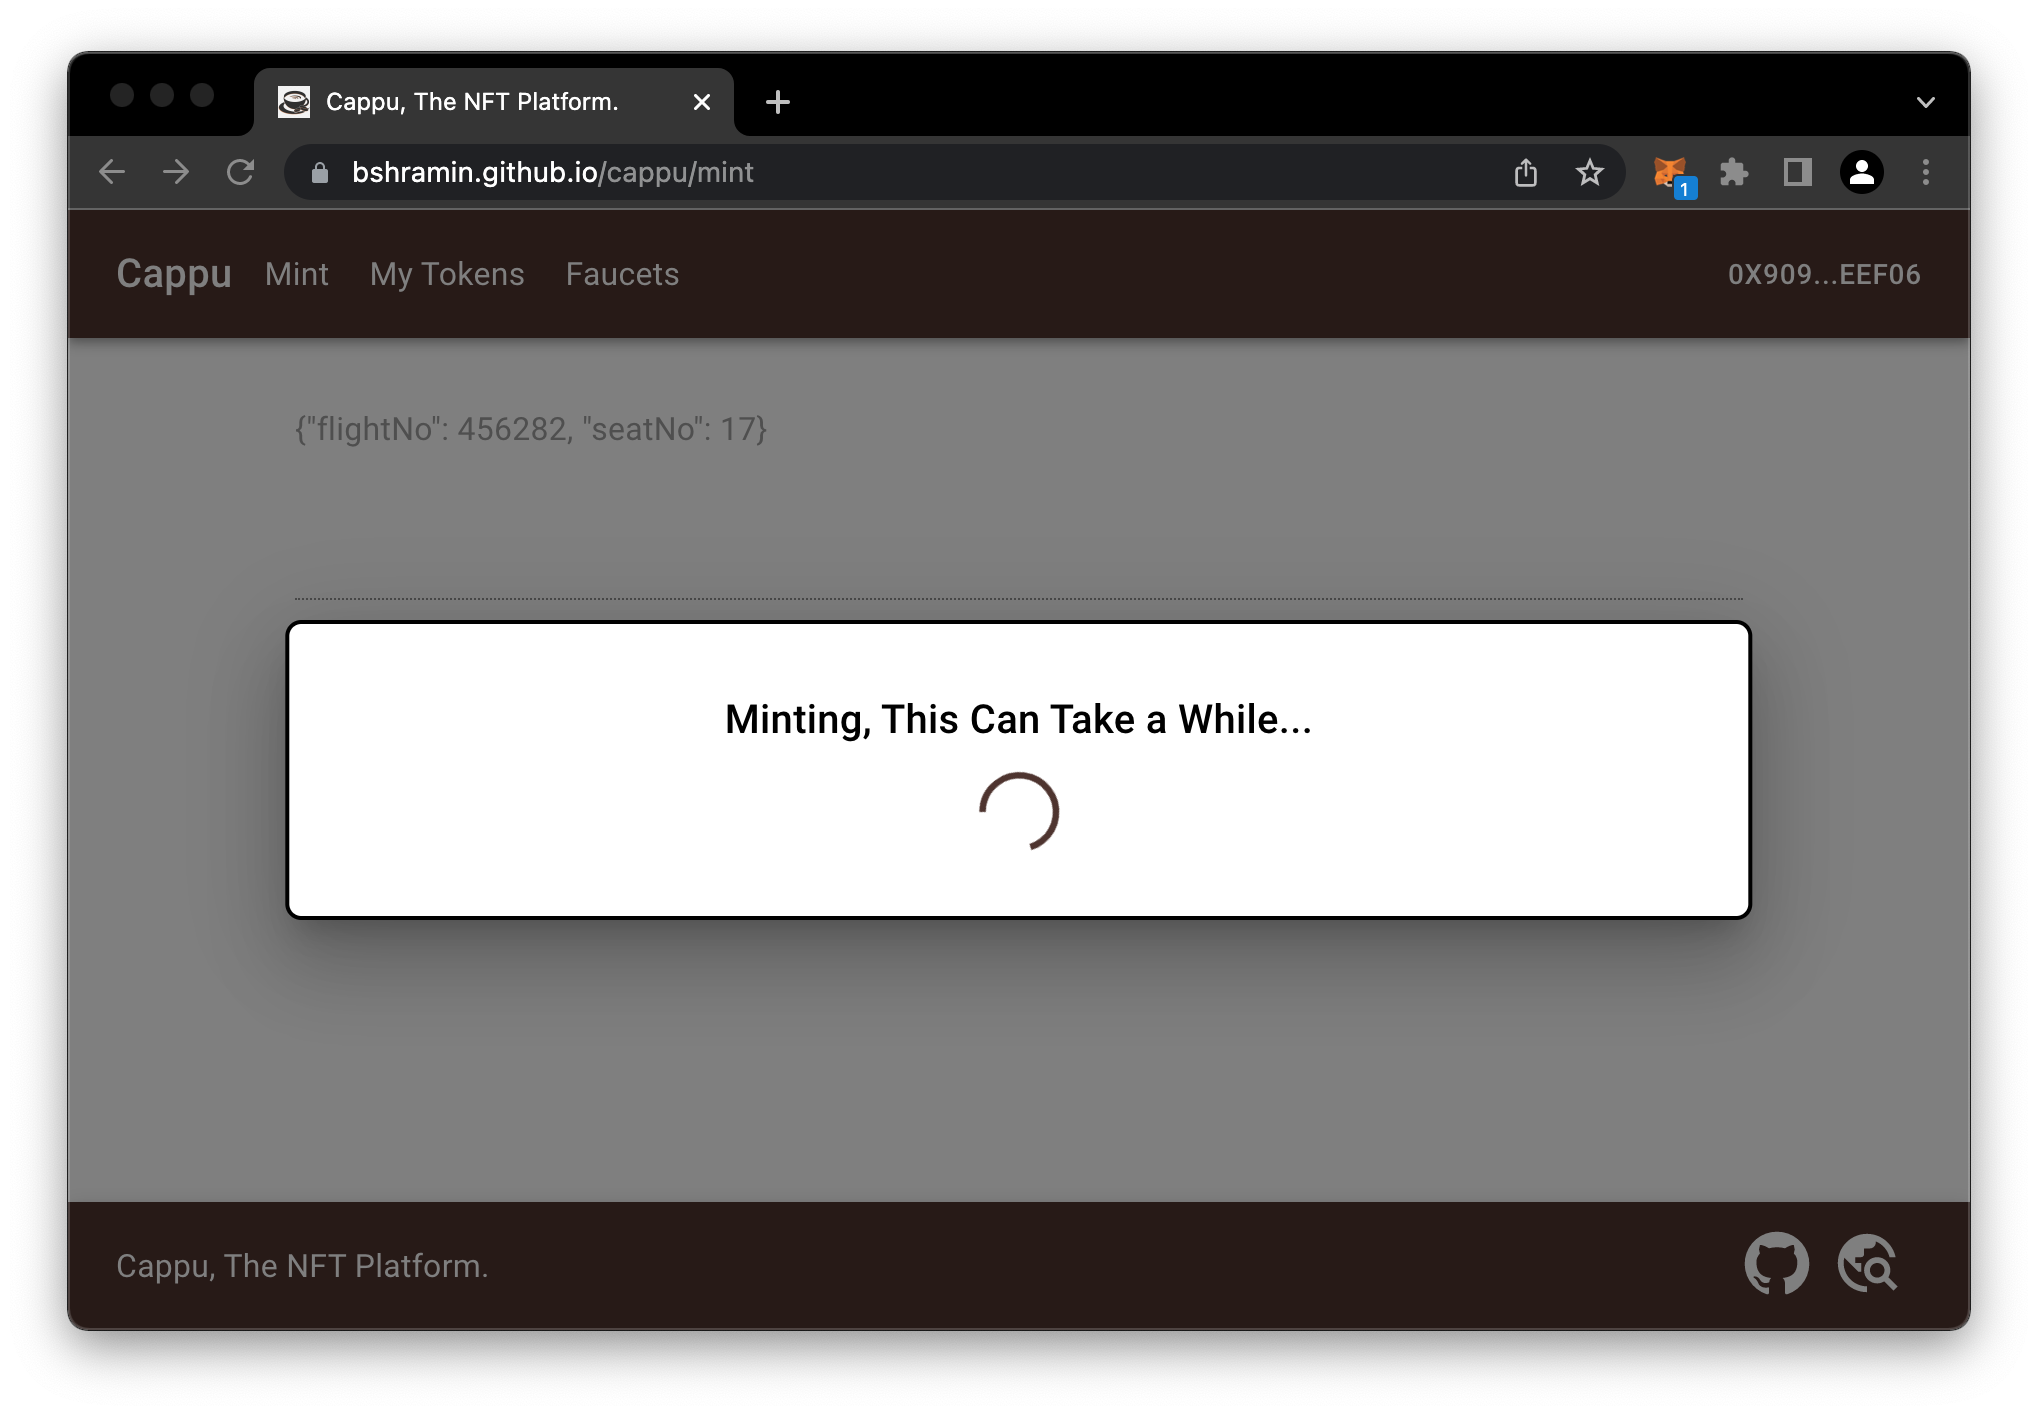 Cappu, The NFT Platform.
bshramin.github.io/cappu/mint
1
Cappu Mint My Tokens Faucets 0X909...EEF06
{"flightNo": 456282, "seatNo": 17}
Minting, This Can Take a While...
Cappu, The NFT Platform.